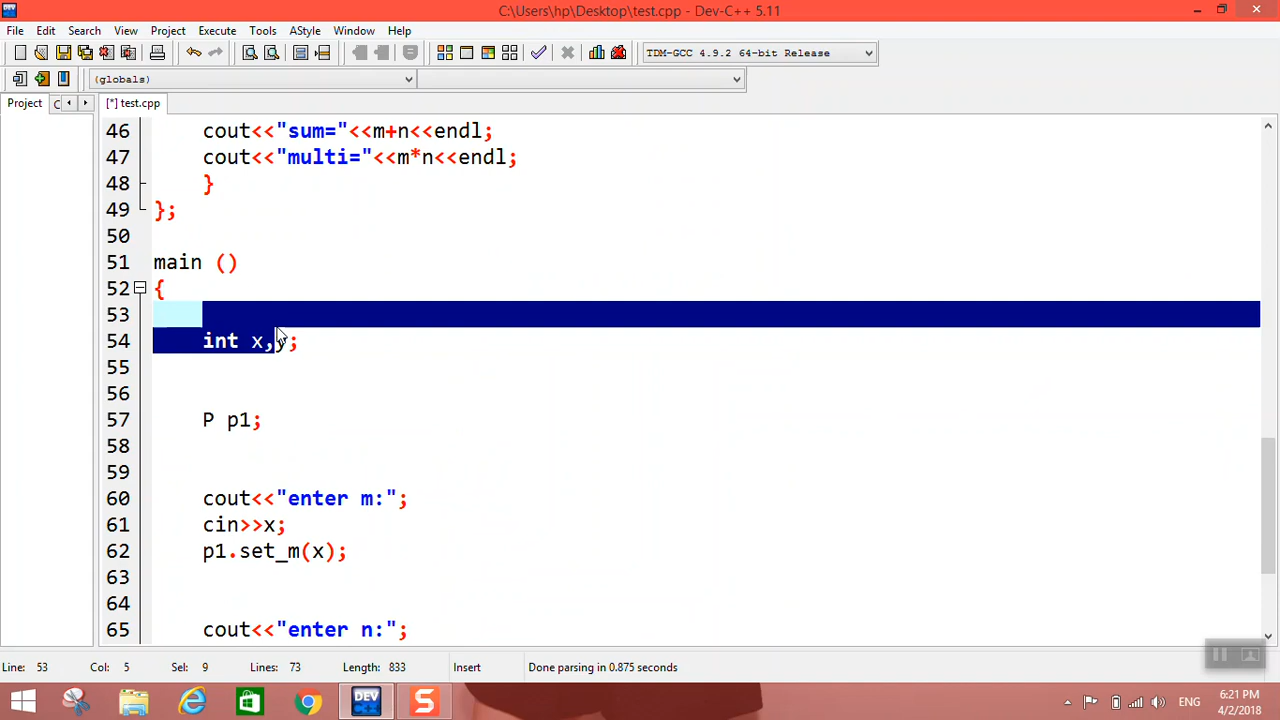 C:\Users\hp\Desktop\test.cpp - Dev-C++ 5.11
File Edit Search View Project Execute Tools AStyle Window Help
TDM-GCC 4.9.2 64-bit Release
(globals)
Project C [*] test.cpp
46 cout<<"sum="<<m+n<<endl;
47 cout<<"multi="<<m*n<<endl;
48 }
49 };
50
51 main ()
52 {
53
54 int x,y;
55
56
57 P p1;
58
59
60 cout<<"enter m:";
61 cin>>x;
62 p1.set_m(x);
63
64
65 cout<<"enter n:";
Line: 53 Col: 5 Sel: 9 Lines: 73 Length: 833 Insert Done parsing in 0.875 seconds
DEV C++ S ENG 6:21 PM
4/2/2018